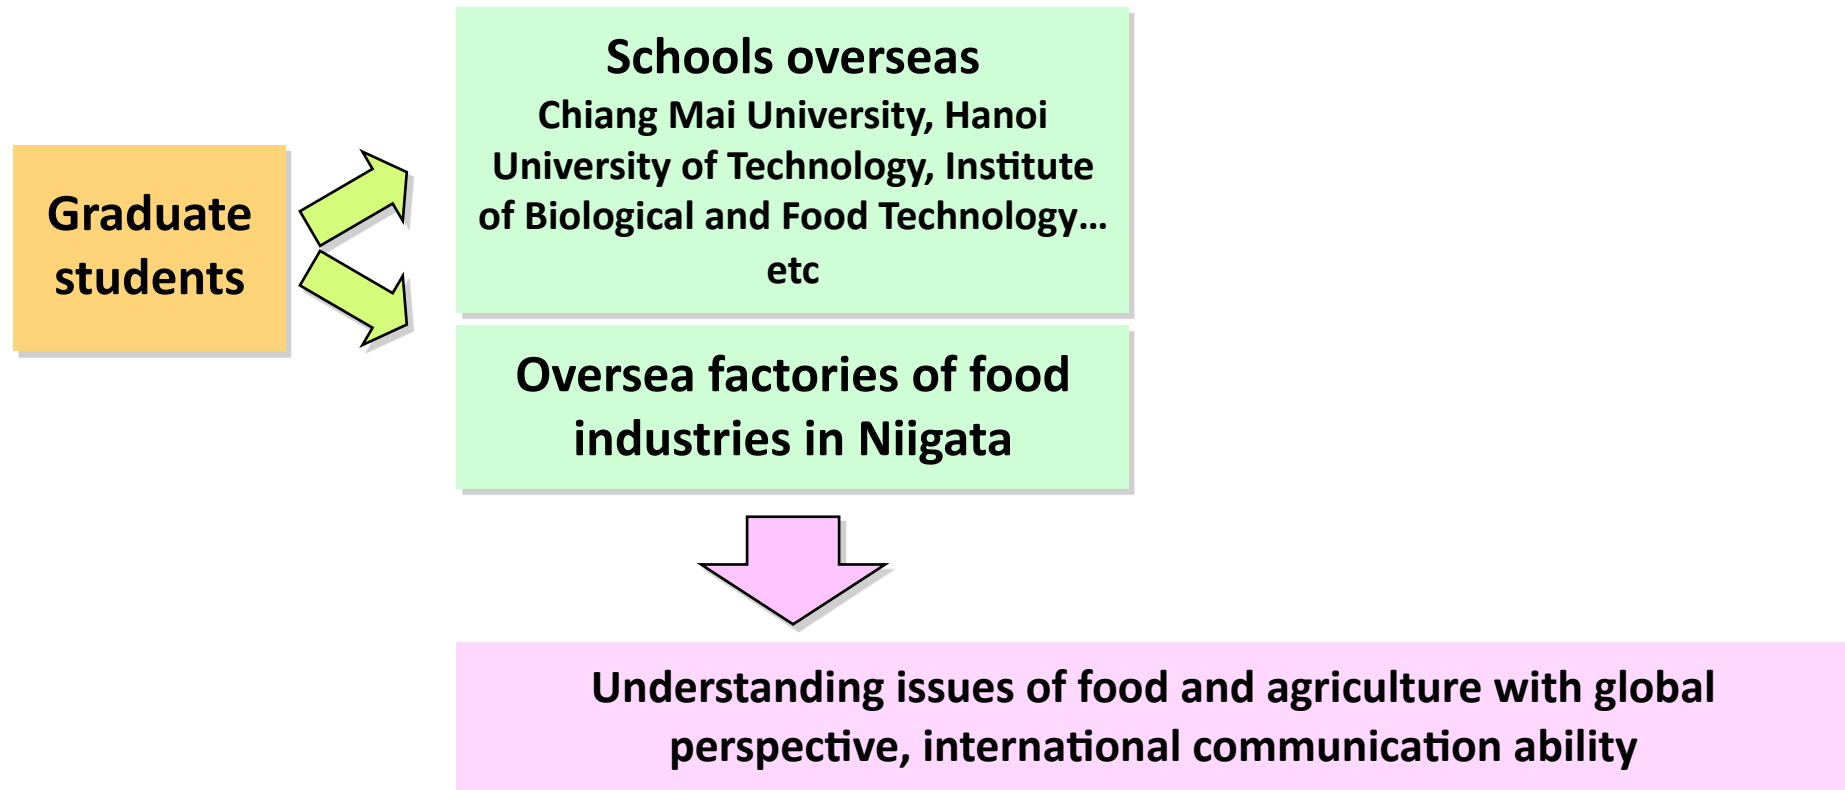 Graduate
students
Schools overseas
Chiang Mai University, Hanoi
University of Technology, Institute
of Biological and Food Technology...
etc
Oversea factories of food
industries in Niigata
Understanding issues of food and agriculture with global
perspective, international communication ability